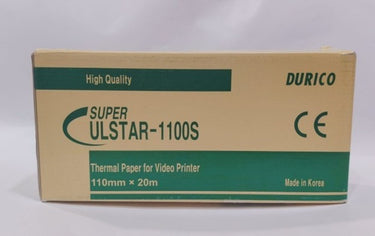 High Quality
DURICO
SUPER
ULSTAR-1100S
CE
Thermal Paper for Video Printer
110mm × 20m
Made in Korea